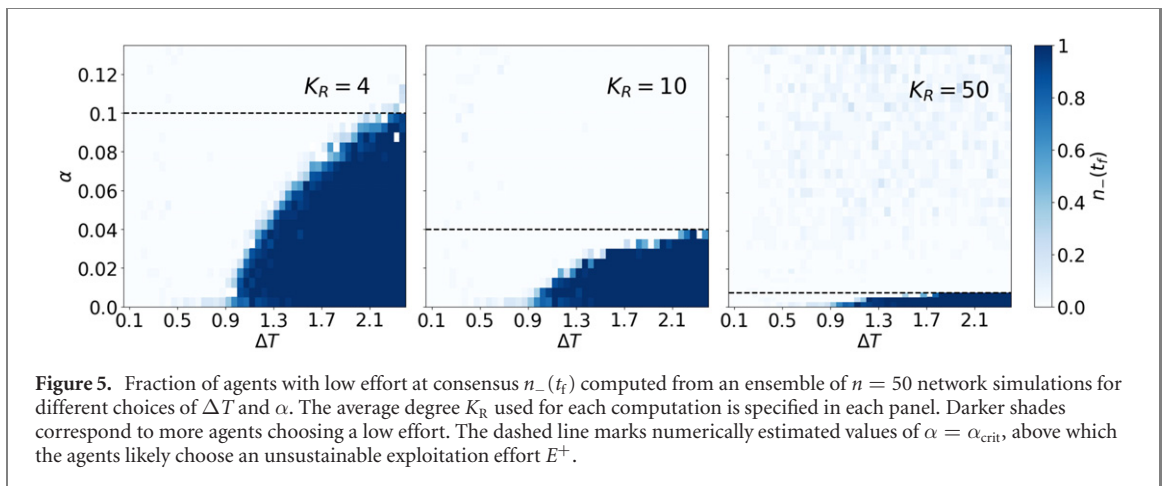 K_R = 4
K_R = 10
K_R = 50
0.12
0.1
0.08
0.06
0.04
0.02
0.0
α
0.1 0.5 0.9 1.3 1.7 2.1
ΔT
0.1 0.5 0.9 1.3 1.7 2.1
ΔT
0.1 0.5 0.9 1.3 1.7 2.1
ΔT
1
0.8
0.6
0.4
0.2
0.0
n_−(t_f)
Figure 5. Fraction of agents with low effort at consensus n_−(t_f) computed from an ensemble of n = 50 network simulations for
different choices of ΔT and α. The average degree K_R used for each computation is specified in each panel. Darker shades
correspond to more agents choosing a low effort. The dashed line marks numerically estimated values of α = α_crit, above which
the agents likely choose an unsustainable exploitation effort E^+.